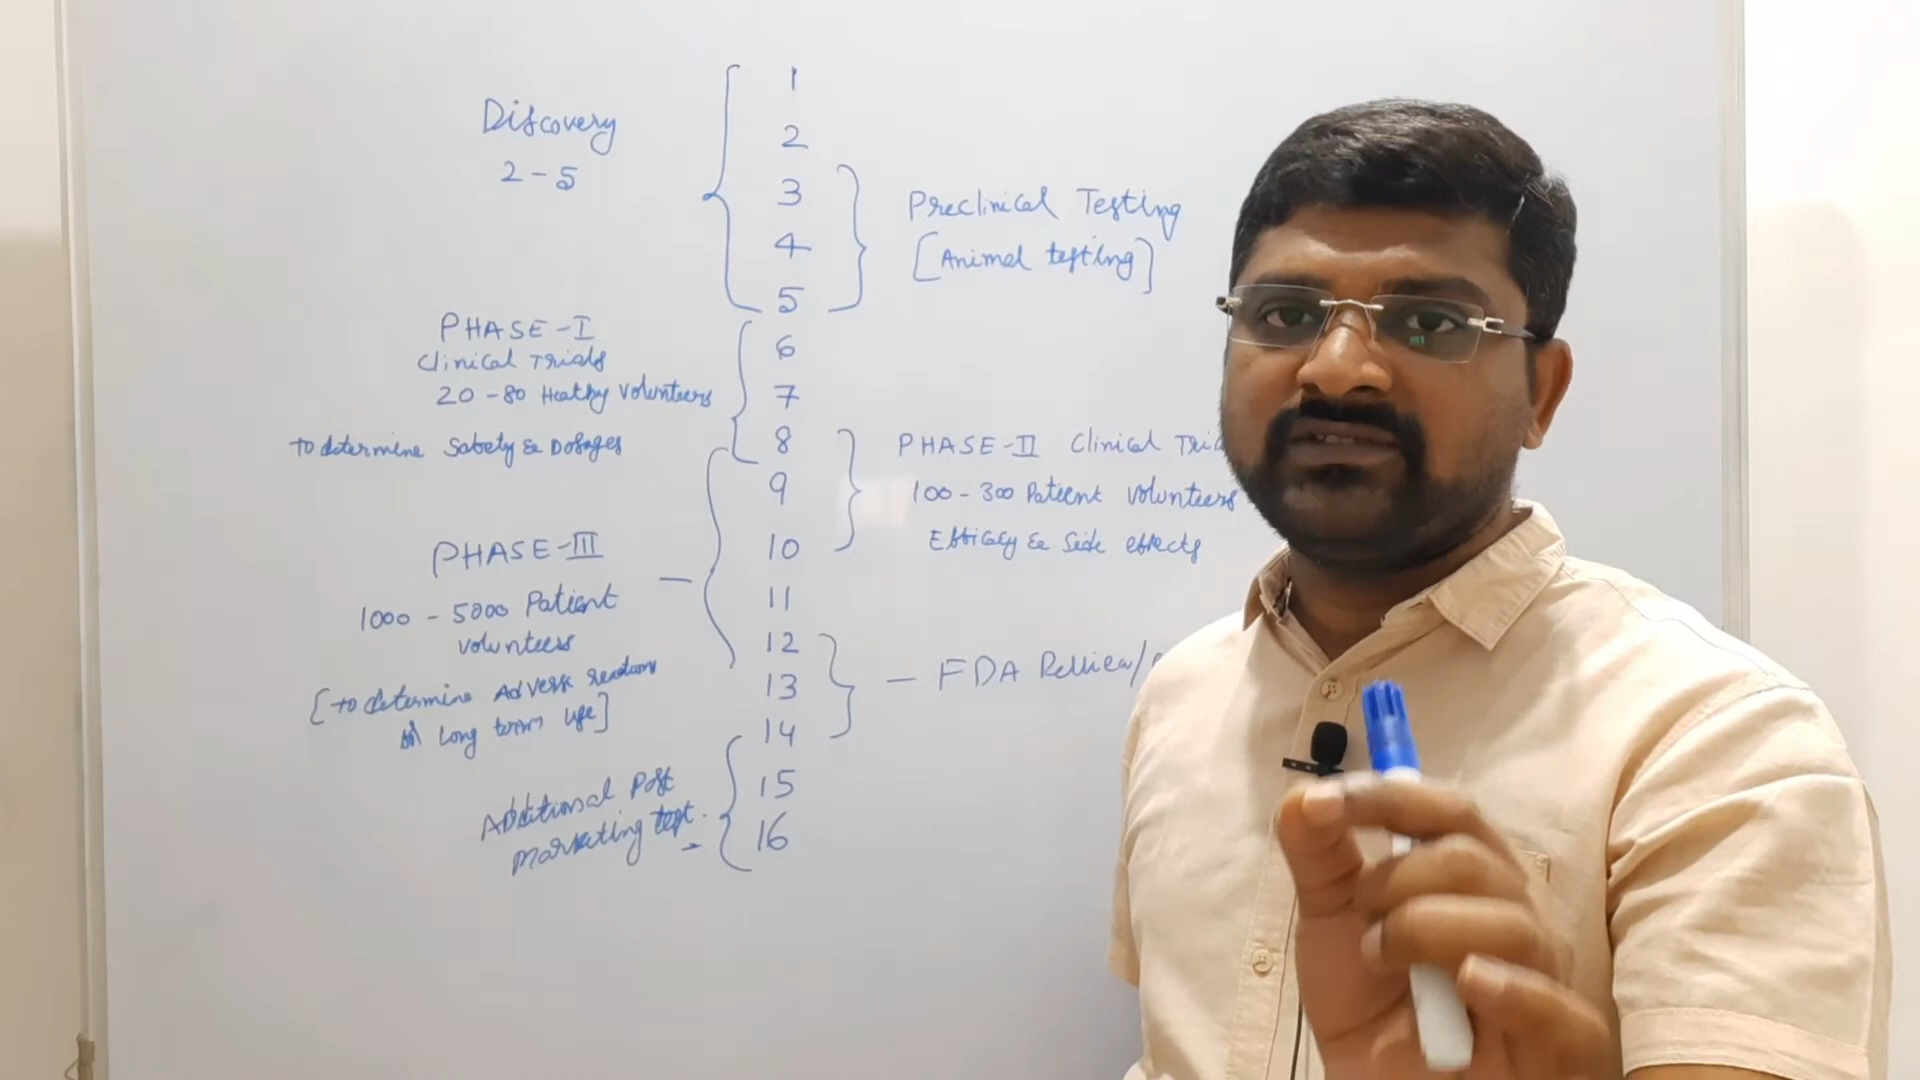 Discovery
2 - 5
1
2
3
4
5
6
7
8
9
10
11
12
13
14
15
16
Preclinical Testing
[Animal testing]
PHASE-I
Clinical Trials
20 - 80 Heathy Volunteers
To determine Safety & Dosages
PHASE-II Clinical
100 - 300 Patient Volunteers
Efficacy & Side effects
PHASE-III
1000 - 5000 Patient
volunteers
[To determine Adverse reactions
Long term use]
— FDA Review/
Additional Post
marketing test.